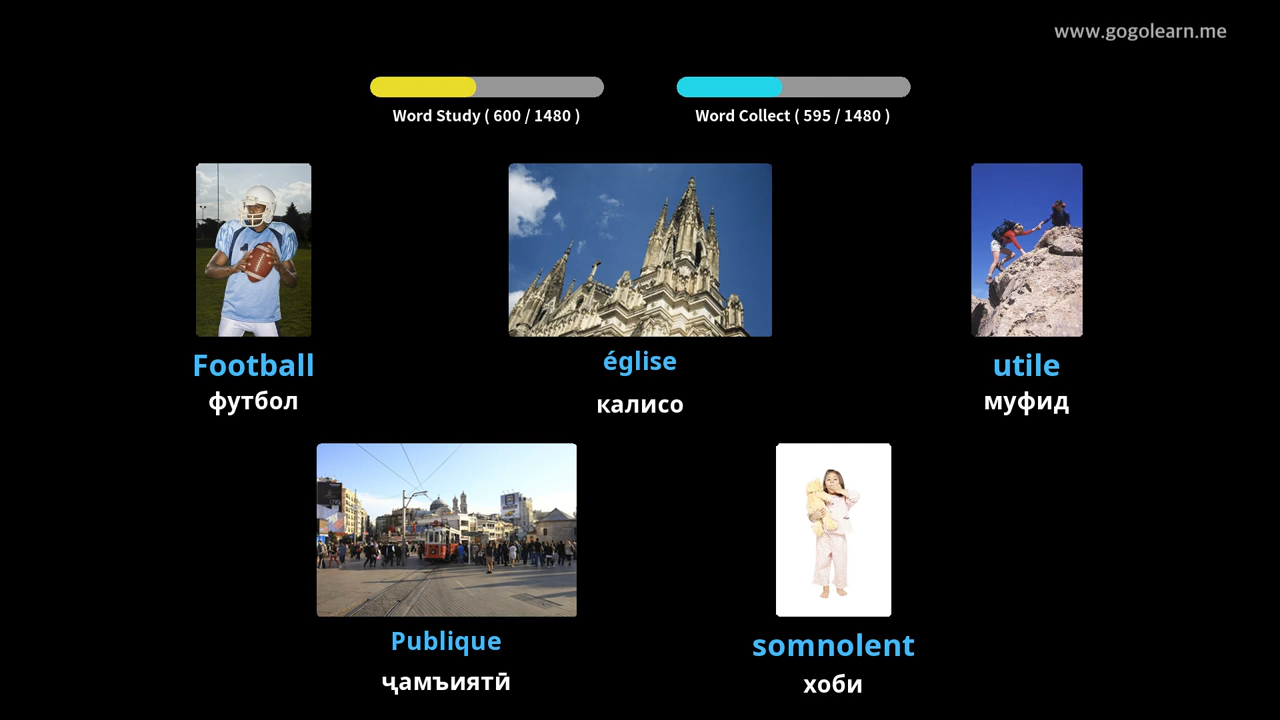 www.gogolearn.me
Word Study ( 600 / 1480 )
Word Collect ( 595 / 1480 )
Football
футбол
église
калисо
utile
муфид
Publique
ҷамъиятӣ
somnolent
хоби